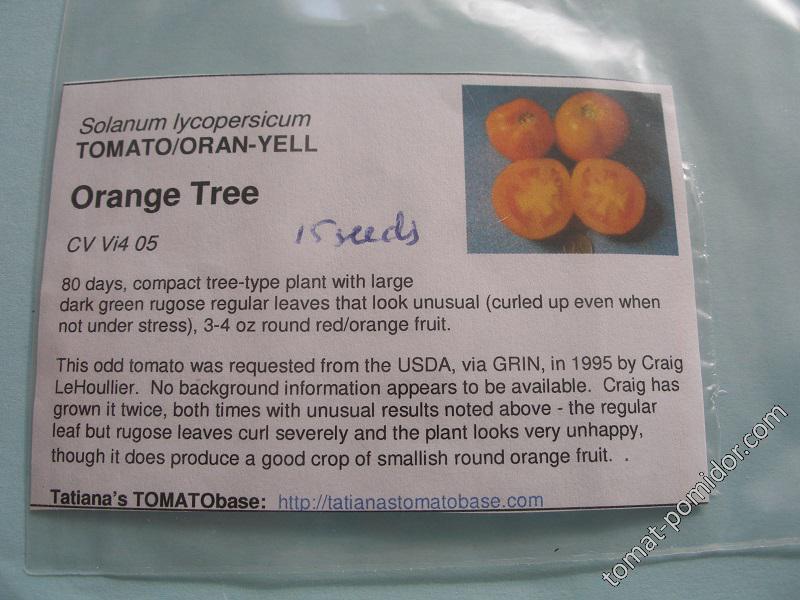 Solanum lycopersicum
TOMATO/ORAN-YELL
Orange Tree
CV Vi4 05
15 seeds
80 days, compact tree-type plant with large
dark green rugose regular leaves that look unusual (curled up even when
not under stress), 3-4 oz round red/orange fruit.
This odd tomato was requested from the USDA, via GRIN, in 1995 by Craig
LeHoullier.  No background information appears to be available.  Craig has
grown it twice, both times with unusual results noted above - the regular
leaf but rugose leaves curl severely and the plant looks very unhappy,
though it does produce a good crop of smallish round orange fruit. .
Tatiana's TOMATObase: http://tatianastomatobase.com
tomat-pomidor.com